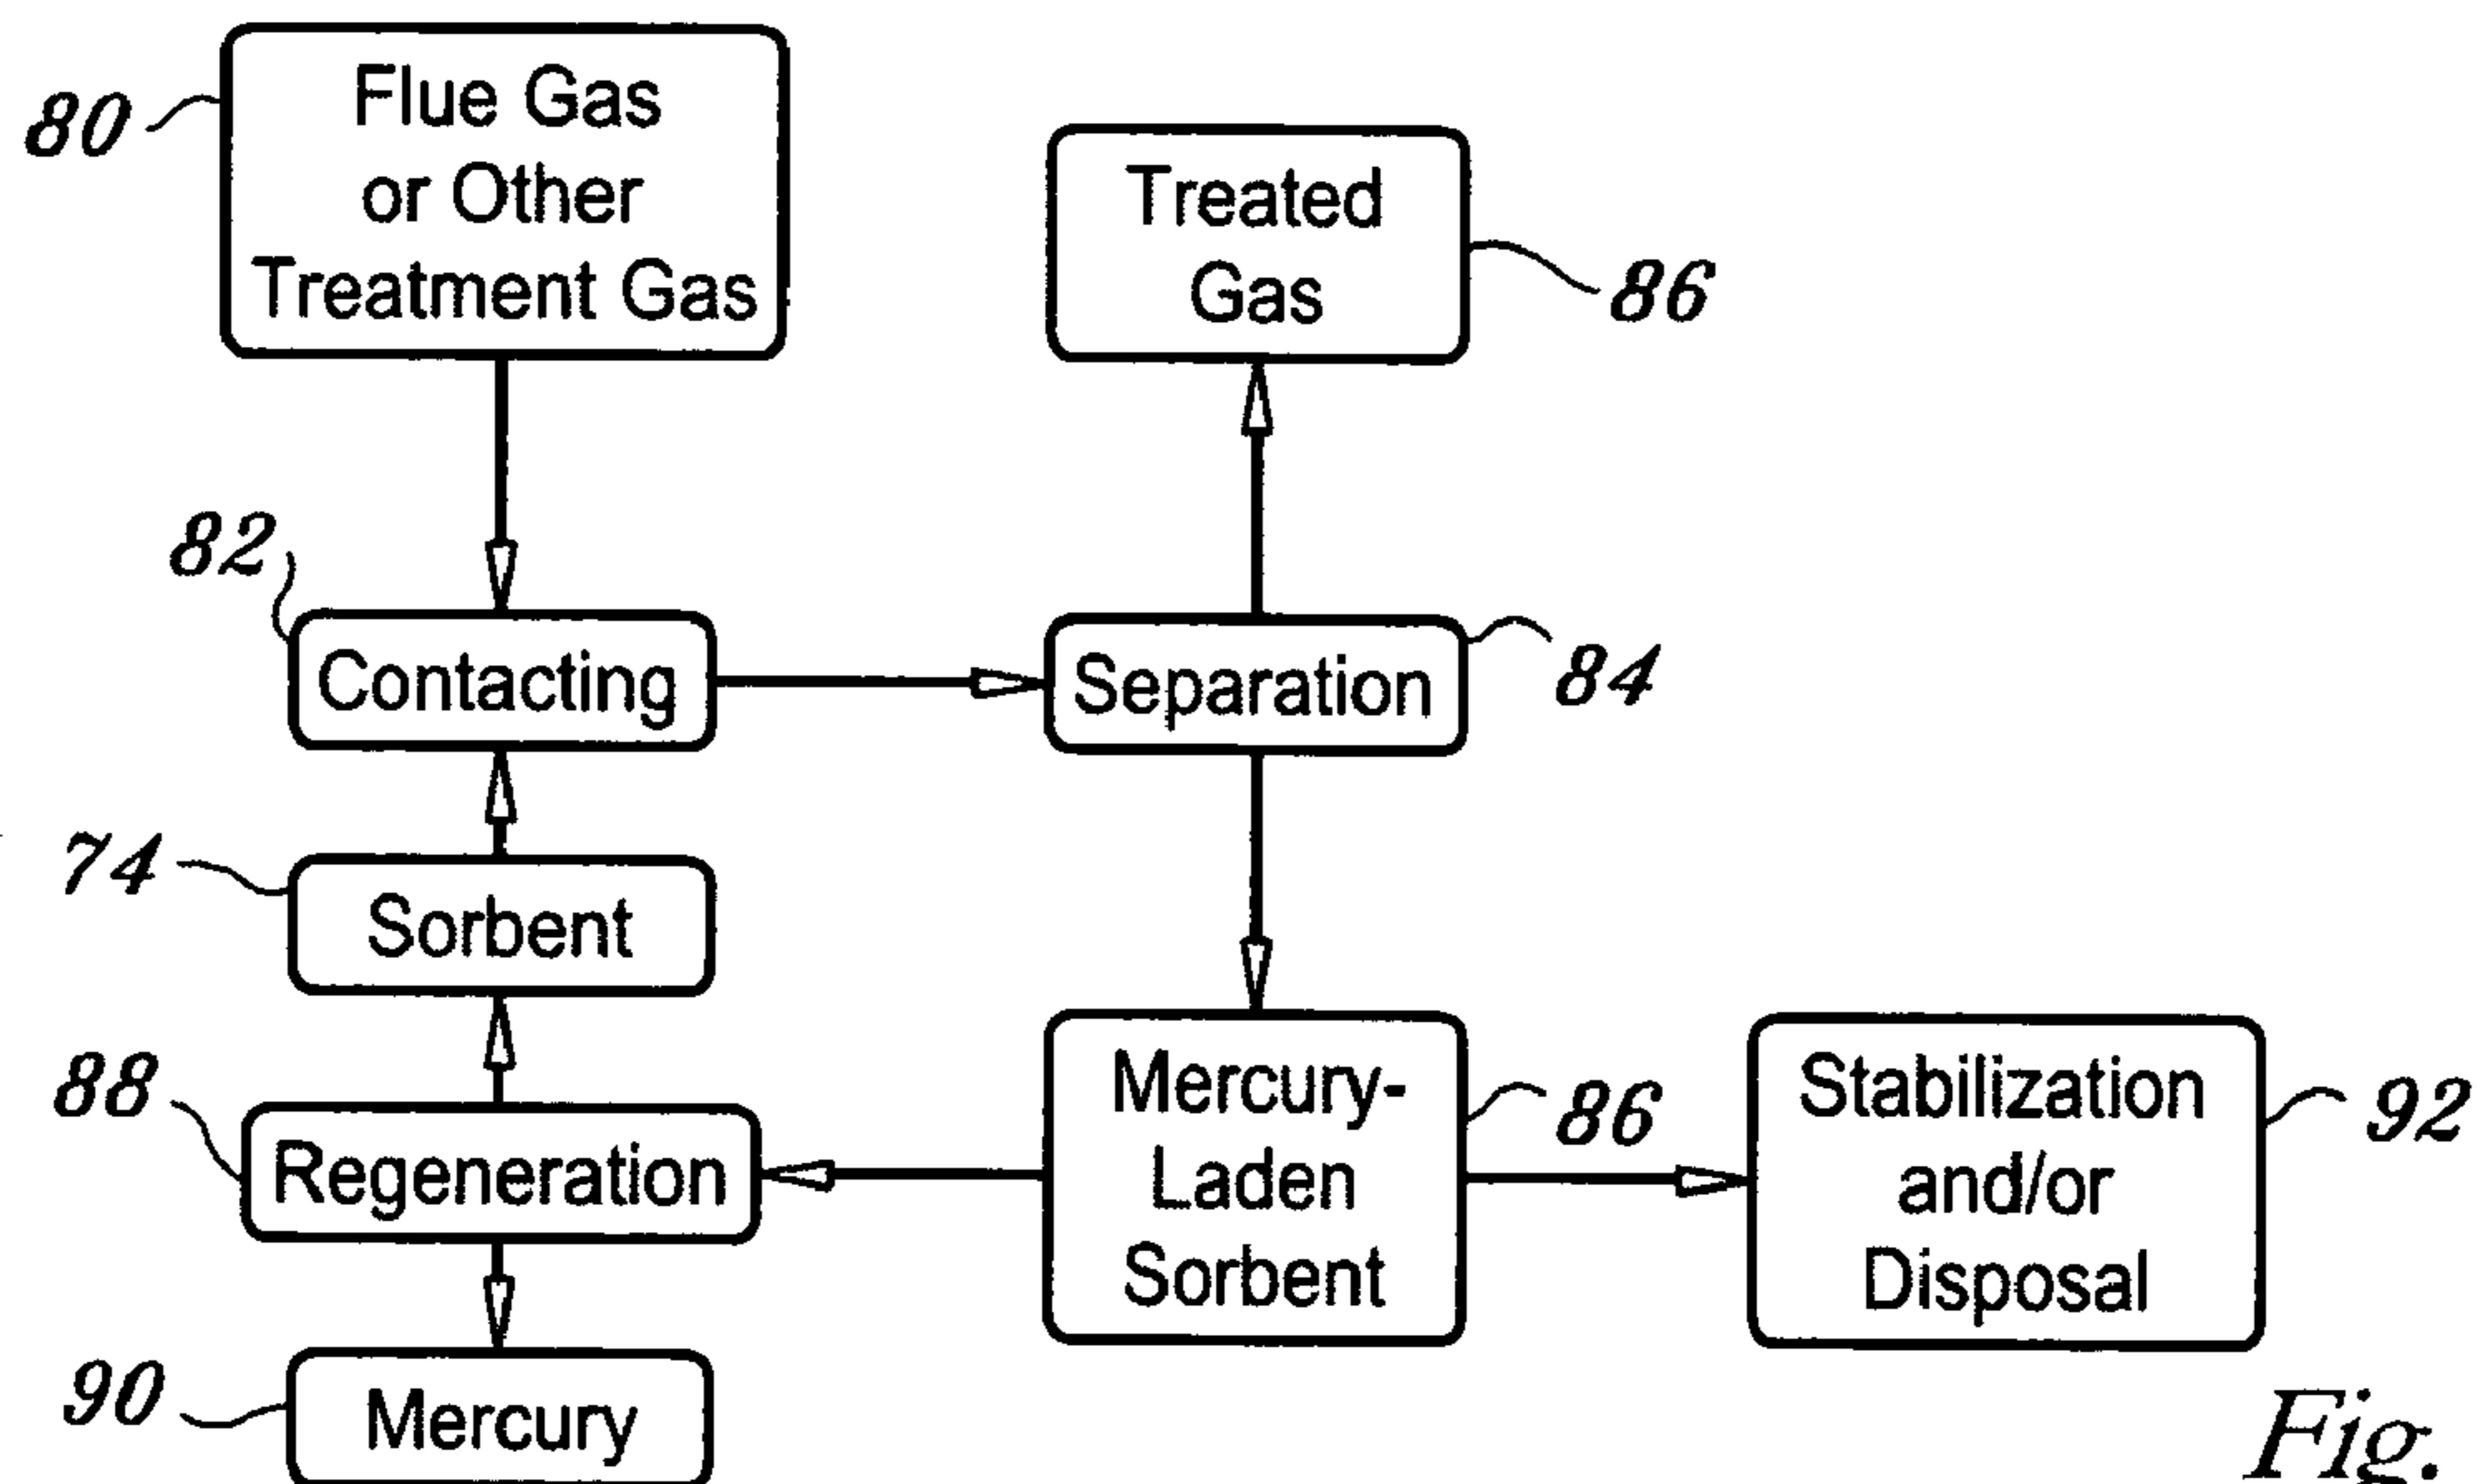 80
Flue Gas
or Other
Treatment Gas
Treated
Gas
86
82
Contacting
Separation
84
74
Sorbent
88
Regeneration
Mercury-
Laden
Sorbent
86
Stabilization
and/or
Disposal
92
90
Mercury
Fig.